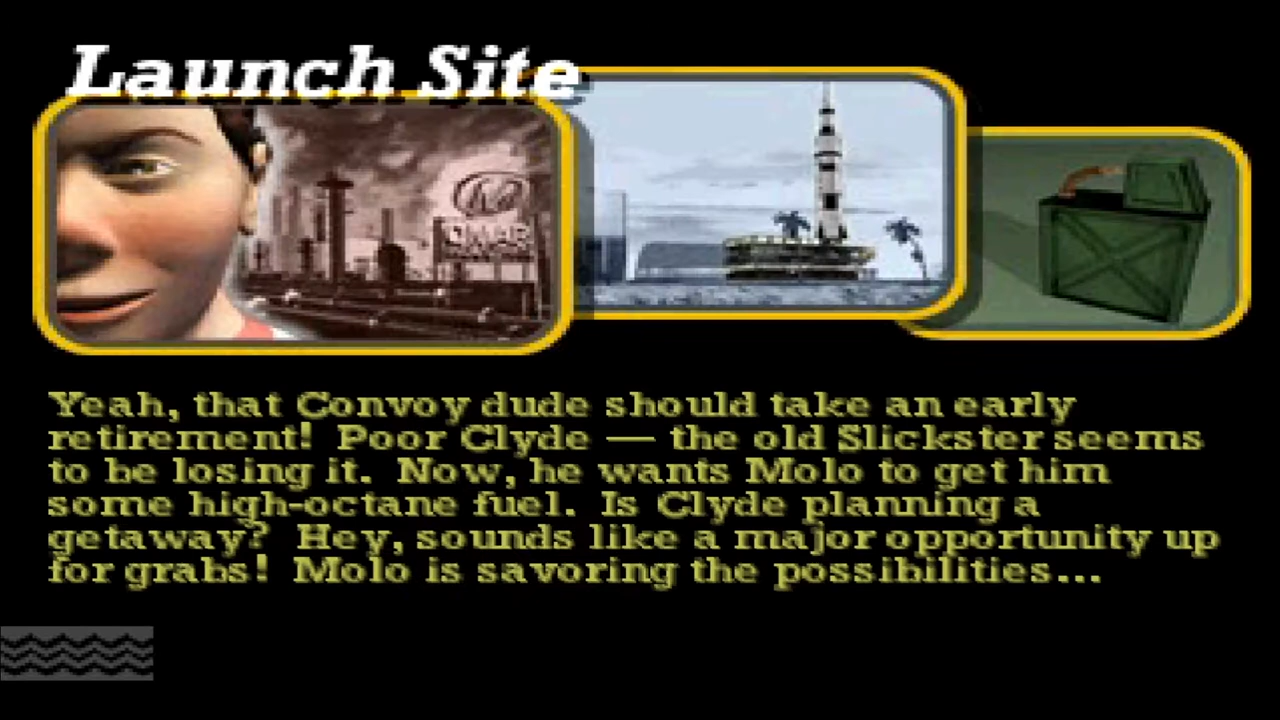 Launch Site
OMAR
Yeah, that Convoy dude should take an early
retirement! Poor Clyde — the old Slickster seems
to be losing it. Now, he wants Molo to get him
some high-octane fuel. Is Clyde planning a
getaway? Hey, sounds like a major opportunity up
for grabs! Molo is savoring the possibilities...